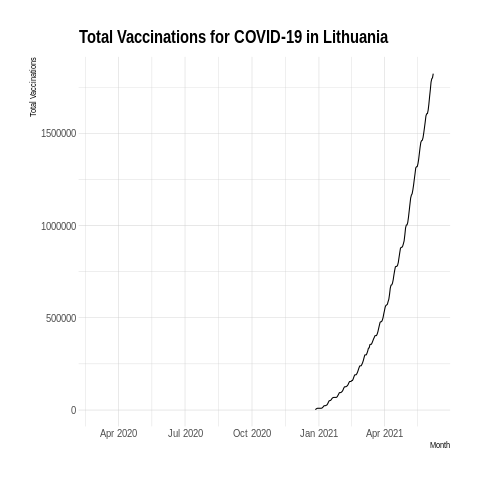 Total Vaccinations for COVID-19 in Lithuania
Total Vaccinations
1500000
1000000
500000
0
Apr 2020 Jul 2020 Oct 2020 Jan 2021 Apr 2021
Month